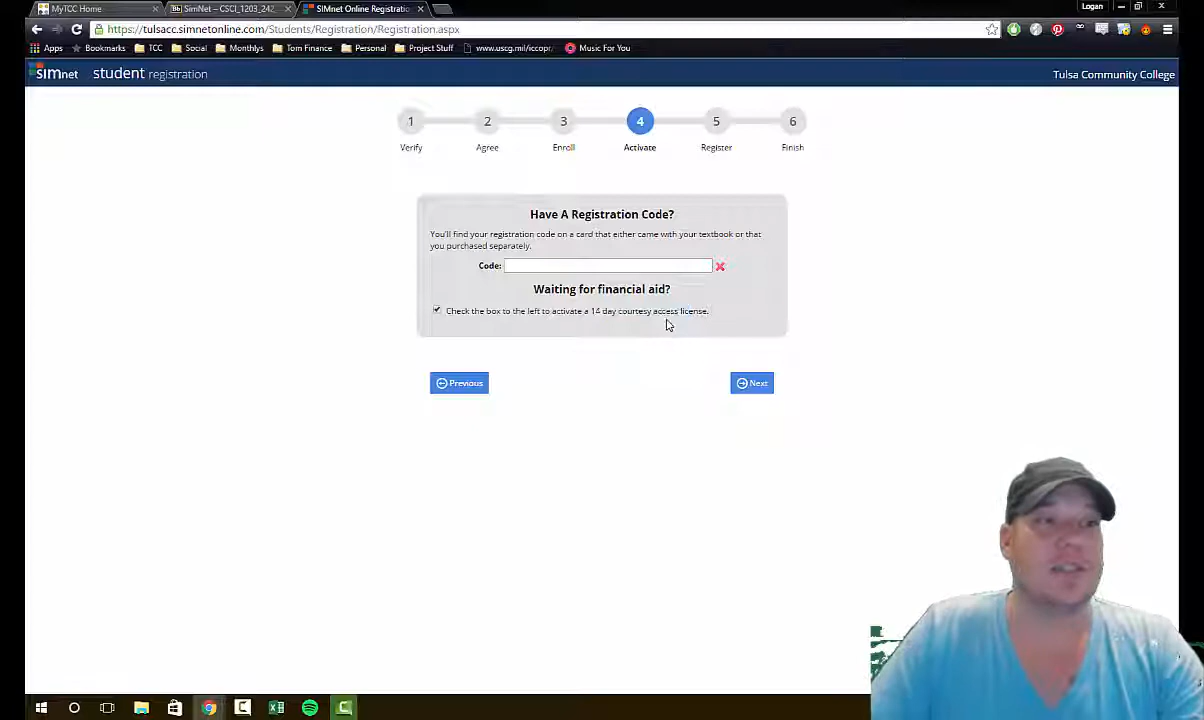 MyTCC Home
SimNet – CSCI_1203_242
SIMnet Online Registratio
Logan
https://tulsacc.simnetonline.com/Students/Registration/Registration.aspx
Apps Bookmarks TCC Social Monthlys Tom Finance Personal Project Stuff www.uscg.mil/iccopr Music For You
SIMnet student registration
Tulsa Community College
1 2 3 4 5 6
Verify Agree Enroll Activate Register Finish
Have A Registration Code?
You'll find your registration code on a card that either came with your textbook or that
you purchased separately.
Code:
Waiting for financial aid?
Check the box to the left to activate a 14 day courtesy access license.
Previous
Next